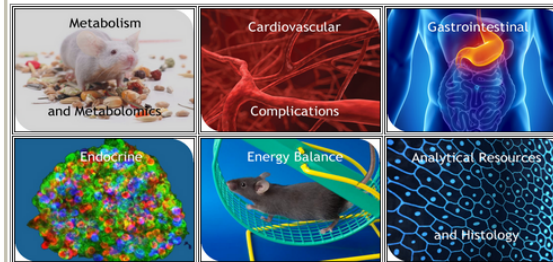 Metabolism
and Metabolomics
Cardiovascular
Complications
Gastrointestinal
Endocrine
Energy Balance
Analytical Resources
and Histology